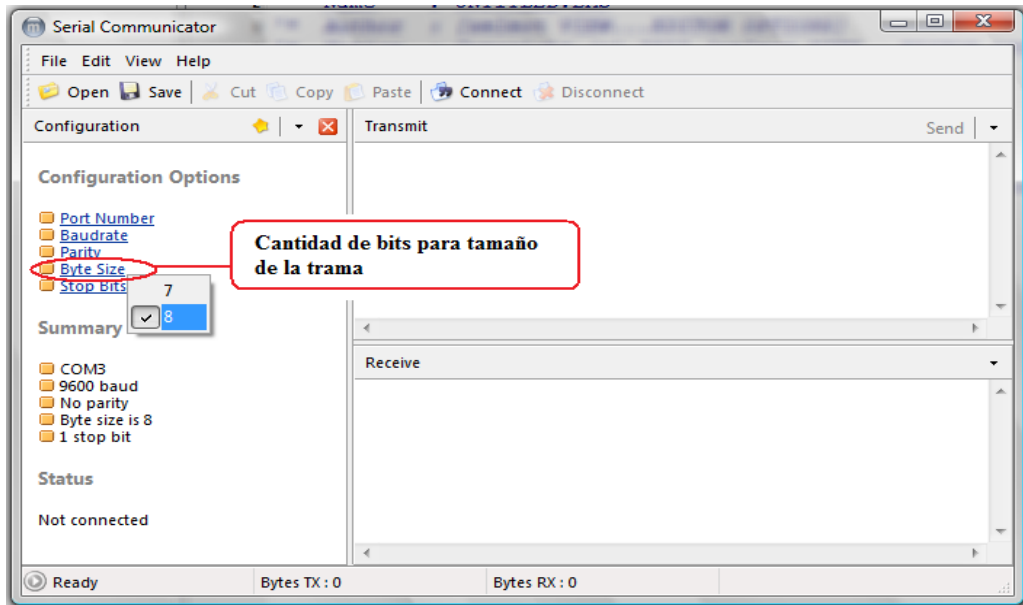 Serial Communicator
File Edit View Help
Open Save Cut Copy Paste Connect Disconnect
Configuration
Configuration Options
Port Number
Baudrate
Parity
Byte Size
Stop Bits
7
8
Cantidad de bits para tamaño
de la trama
Summary
COM3
9600 baud
No parity
Byte size is 8
1 stop bit
Status
Not connected
Transmit
Send
Receive
Ready
Bytes TX : 0
Bytes RX : 0